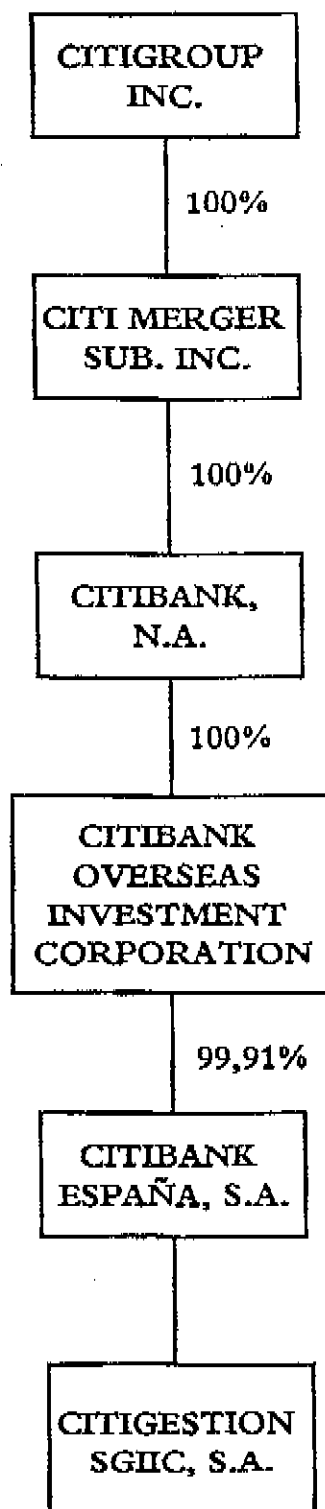 CITIGROUP
INC.
100%
CITI MERGER
SUB. INC.
100%
CITIBANK,
N.A.
100%
CITIBANK
OVERSEAS
INVESTMENT
CORPORATION
99,91%
CITIBANK
ESPAÑA, S.A.
CITIGESTION
SGIIC, S.A.